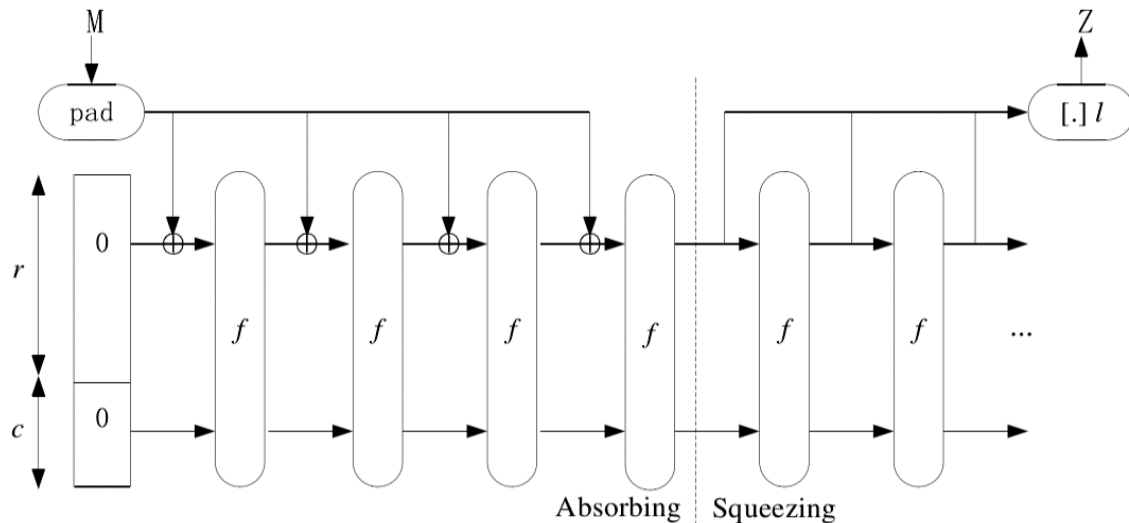 M Z
pad [.] l
0
r
f f f f f f ...
0
c
Absorbing Squeezing